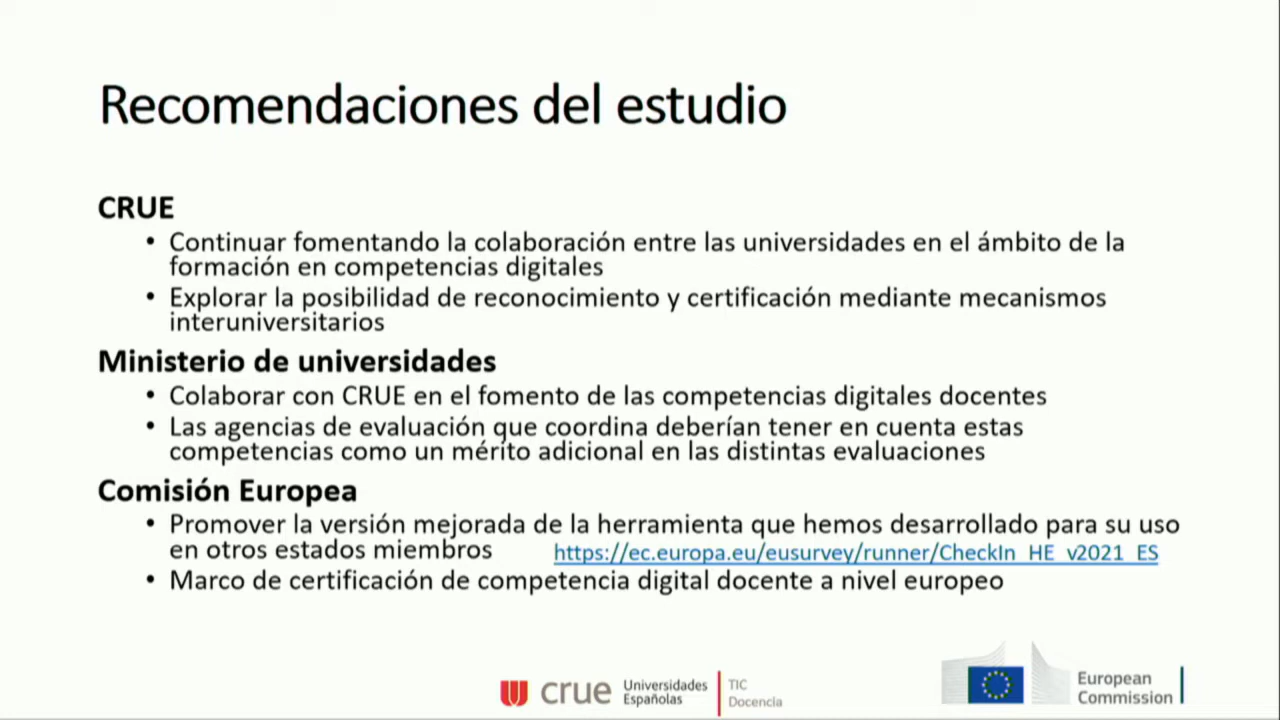 Recomendaciones del estudio
CRUE
• Continuar fomentando la colaboración entre las universidades en el ámbito de la
formación en competencias digitales
• Explorar la posibilidad de reconocimiento y certificación mediante mecanismos
interuniversitarios
Ministerio de universidades
• Colaborar con CRUE en el fomento de las competencias digitales docentes
• Las agencias de evaluación que coordina deberían tener en cuenta estas
competencias como un mérito adicional en las distintas evaluaciones
Comisión Europea
• Promover la versión mejorada de la herramienta que hemos desarrollado para su uso
en otros estados miembros https://ec.europa.eu/eusurvey/runner/CheckIn_HE_v2021_ES
• Marco de certificación de competencia digital docente a nivel europeo
crue Universidades
Españolas
TIC
Docencia
European
Commission